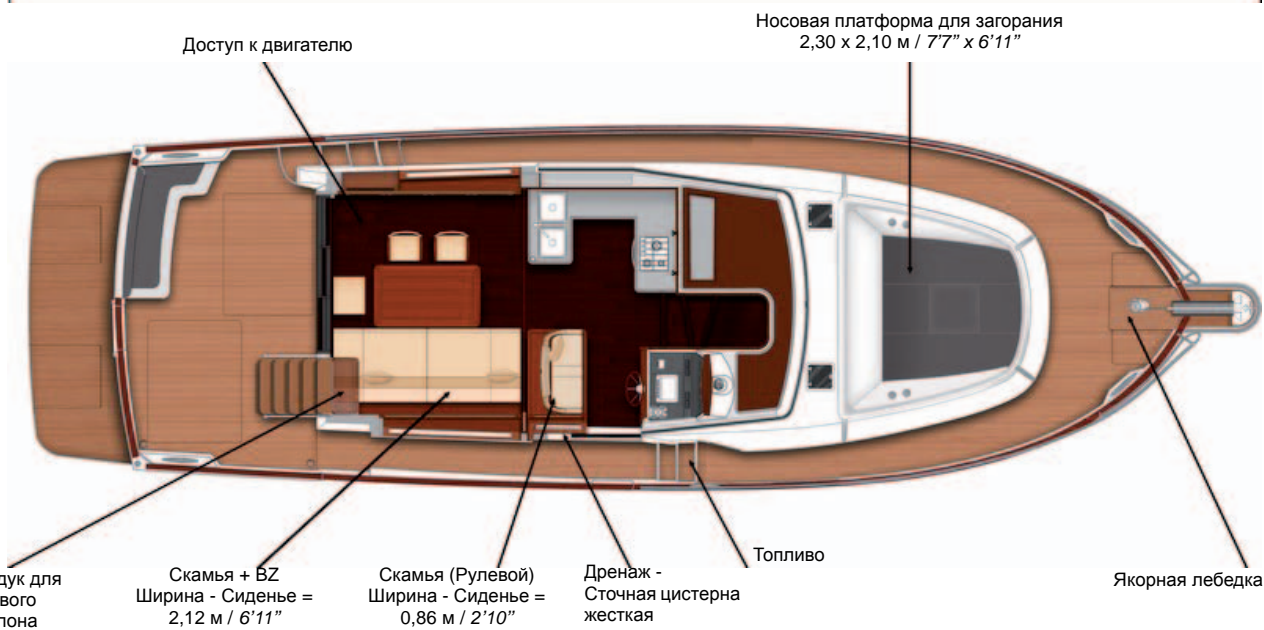 Носовая платформа для загорания
2,30 x 2,10 м / 7’7” x 6’11”
Доступ к двигателю
для
Скамья + BZ
Ширина - Сиденье =
2,12 м / 6’11”
Скамья (Рулевой)
Ширина - Сиденье =
0,86 м / 2’10”
Дренаж -
Сточная цистерна
жесткая
Топливо
Якорная лебедка